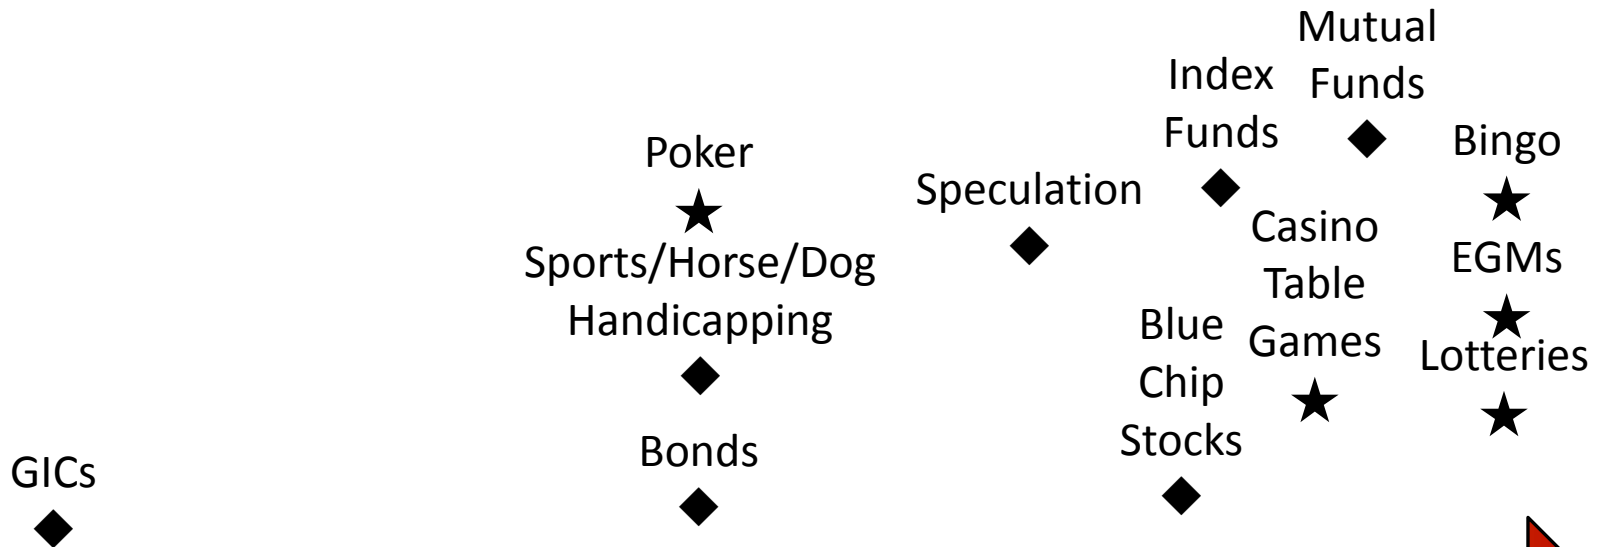 Mutual
Funds
Index
Funds
Bingo
Poker
Speculation
Casino
Table
Games
EGMs
Sports/Horse/Dog
Handicapping
Blue
Chip
Stocks
Lotteries
Bonds
GICs